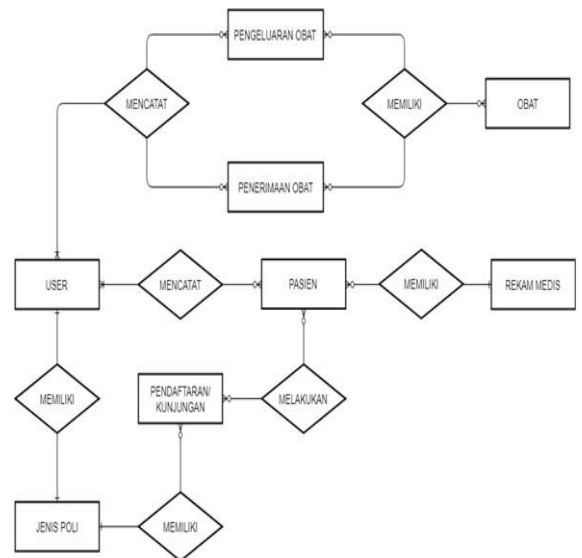 PENGELUARAN OBAT
MENCATAT
MEMILIKI
OBAT
PENERIMAAN OBAT
USER
MENCATAT
PASIEN
MEMILIKI
REKAM MEDIS
MEMILIKI
PENDAFTARAN/
KUNJUNGAN
MELAKUKAN
JENIS POLI
MEMILIKI